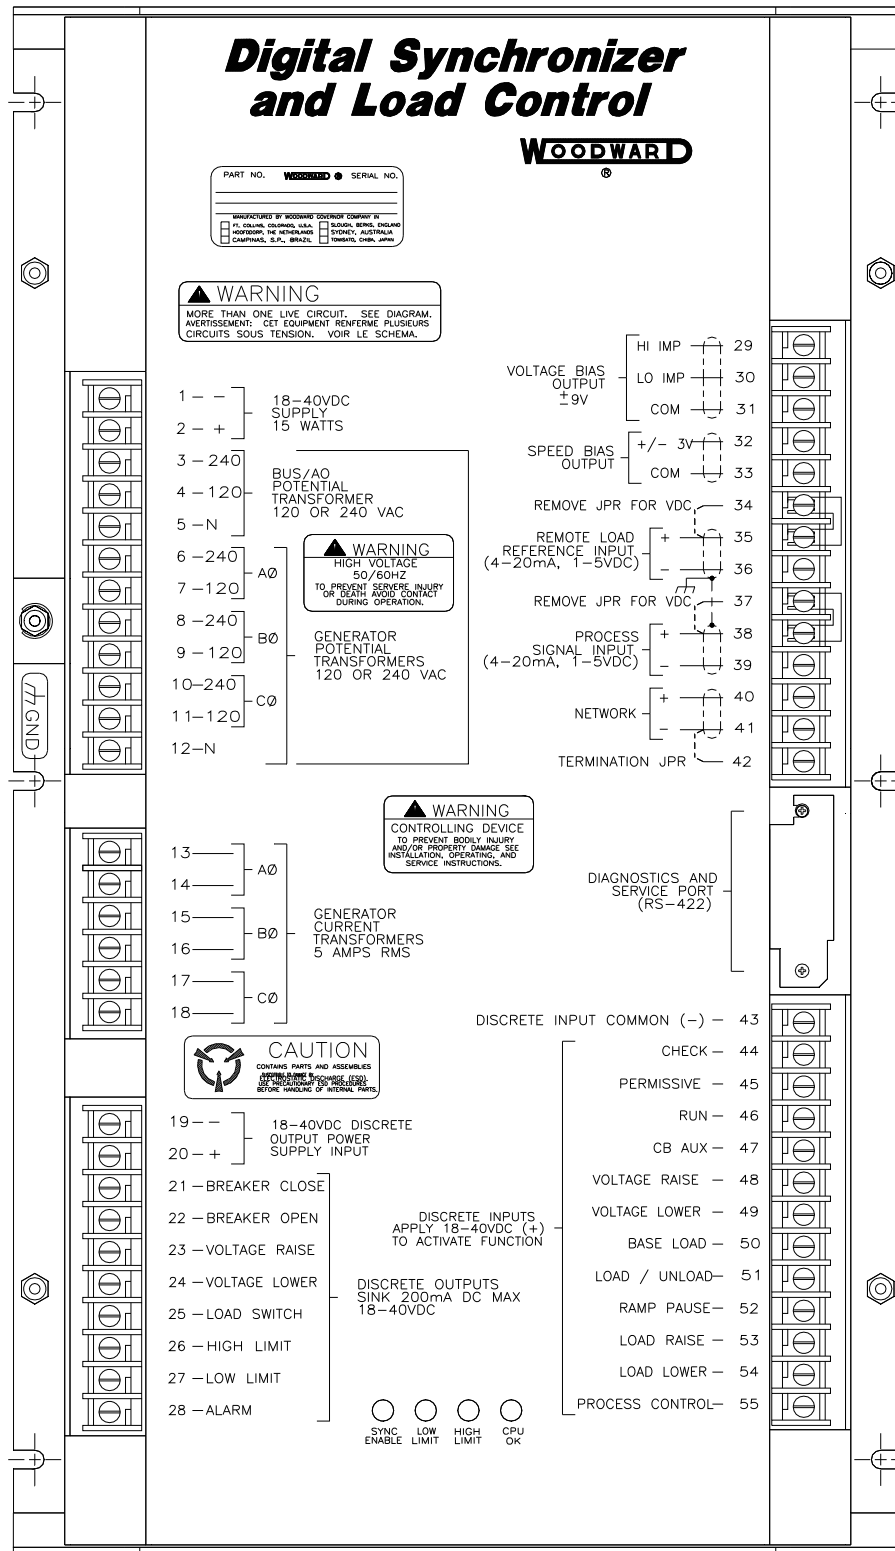 Digital Synchronizer
and Load Control
WOODWARD
®
PART NO. WOODWARD ® SERIAL NO.
MANUFACTURED BY WOODWARD GOVERNOR COMPANY IN
FT. COLLINS, COLORADO, U.S.A. SLOUGH, BERKS, ENGLAND
HOOFDDORP, THE NETHERLANDS SYDNEY, AUSTRALIA
CAMPINAS, S.P., BRAZIL TOMISATO, CHIBA, JAPAN
WARNING
MORE THAN ONE LIVE CIRCUIT. SEE DIAGRAM.
AVERTISSEMENT: CET EQUIPMENT RENFERME PLUSIEURS
CIRCUITS SOUS TENSION. VOIR LE SCHEMA.
1 - -
2 - +
18-40VDC
SUPPLY
15 WATTS
3 - 240
4 - 120
5 - N
BUS/AØ
POTENTIAL
TRANSFORMER
120 OR 240 VAC
6 - 240
7 - 120
AØ
8 - 240
9 - 120
BØ
10-240
11-120
CØ
12-N
WARNING
HIGH VOLTAGE
50/60HZ
TO PREVENT SERVERE INJURY
OR DEATH AVOID CONTACT
DURING OPERATION.
GENERATOR
POTENTIAL
TRANSFORMERS
120 OR 240 VAC
GND
WARNING
CONTROLLING DEVICE
TO PREVENT BODILY INJURY
AND/OR PROPERTY DAMAGE SEE
INSTALLATION, OPERATING, AND
SERVICE INSTRUCTIONS.
13
14
AØ
15
16
BØ
17
18
CØ
GENERATOR
CURRENT
TRANSFORMERS
5 AMPS RMS
CAUTION
CONTAINS PARTS AND ASSEMBLIES
ELECTROSTATIC DISCHARGE (ESD).
USE PRECAUTIONARY ESD PROCEDURES
BEFORE HANDLING OF INTERNAL PARTS.
19 - -
20 - +
18-40VDC DISCRETE
OUTPUT POWER
SUPPLY INPUT
21 - BREAKER CLOSE
22 - BREAKER OPEN
23 - VOLTAGE RAISE
24 - VOLTAGE LOWER
25 - LOAD SWITCH
26 - HIGH LIMIT
27 - LOW LIMIT
28 - ALARM
DISCRETE OUTPUTS
SINK 200mA DC MAX
18-40VDC
SYNC
ENABLE
LOW
LIMIT
HIGH
LIMIT
CPU
OK
VOLTAGE BIAS
OUTPUT
±9V
HI IMP 29
LO IMP 30
COM 31
SPEED BIAS
OUTPUT
+/- 3V 32
COM 33
REMOVE JPR FOR VDC 34
REMOTE LOAD
REFERENCE INPUT
(4-20mA, 1-5VDC)
+ 35
- 36
REMOVE JPR FOR VDC 37
PROCESS
SIGNAL INPUT
(4-20mA, 1-5VDC)
+ 38
- 39
NETWORK
+ 40
- 41
TERMINATION JPR 42
DIAGNOSTICS AND
SERVICE PORT
(RS-422)
DISCRETE INPUT COMMON (-) - 43
CHECK - 44
PERMISSIVE - 45
RUN - 46
CB AUX - 47
VOLTAGE RAISE - 48
VOLTAGE LOWER - 49
BASE LOAD - 50
LOAD / UNLOAD - 51
RAMP PAUSE - 52
LOAD RAISE - 53
LOAD LOWER - 54
PROCESS CONTROL - 55
DISCRETE INPUTS
APPLY 18-40VDC (+)
TO ACTIVATE FUNCTION